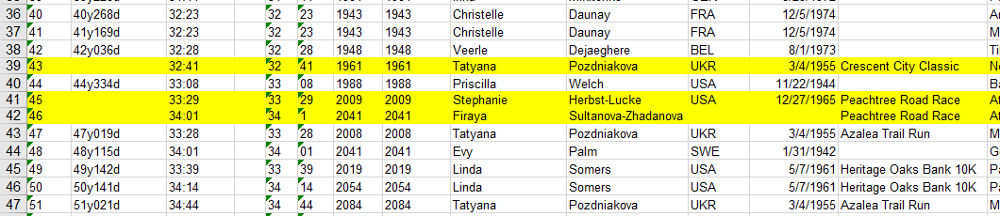 36 40 40y268d 32:23 32 23 1943 1943 Christelle Daunay FRA 12/5/1974
37 41 41y169d 32:23 32 23 1943 1943 Christelle Daunay FRA 12/5/1974 M
38 42 42y036d 32:28 32 28 1948 1948 Veerle Dejaeghere BEL 8/1/1973 Ti
39 43 32:41 32 41 1961 1961 Tatyana Pozdniakova UKR 3/4/1955 Crescent City Classic
40 44 44y334d 33:08 33 08 1988 1988 Priscilla Welch USA 11/22/1944 Ba
41 45 33:29 33 29 2009 2009 Stephanie Herbst-Lucke USA 12/27/1965 Peachtree Road Race
42 46 34:01 34 1 2041 2041 Firaya Sultanova-Zhadanova Peachtree Road Race
43 47 47y019d 33:28 33 28 2008 2008 Tatyana Pozdniakova UKR 3/4/1955 Azalea Trail Run M
44 48 48y115d 34:01 34 01 2041 2041 Evy Palm SWE 1/31/1942 G
45 49 49y142d 33:39 33 39 2019 2019 Linda Somers USA 5/7/1961 Heritage Oaks Bank 10K Pa
46 50 50y141d 34:14 34 14 2054 2054 Linda Somers USA 5/7/1961 Heritage Oaks Bank 10K Pa
47 51 51y021d 34:44 34 44 2084 2084 Tatyana Pozdniakova UKR 3/4/1955 Azalea Trail Run M